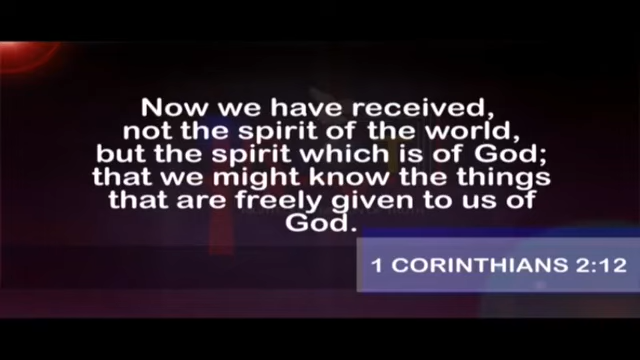 Now we have received,
not the spirit of the world,
but the spirit which is of God;
that we might know the things
that are freely given to us of
God.
1 CORINTHIANS 2:12